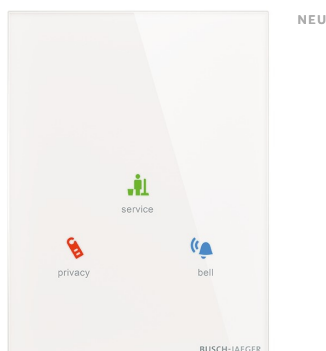 NEU
service
privacy
bell
BUSCH-JAEGER